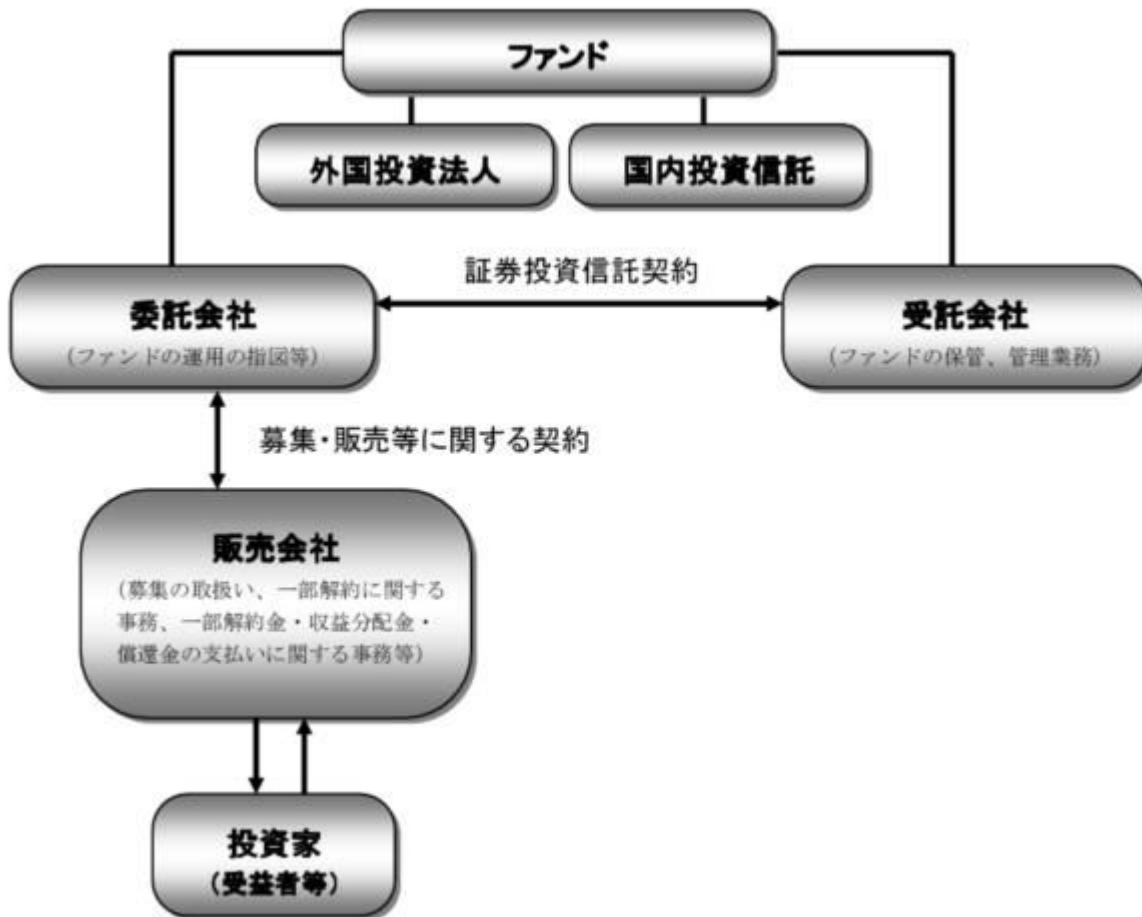 ファンド
外国投資法人
国内投資信託
証券投資信託契約
委託会社
(ファンドの運用の指図等)
受託会社
(ファンドの保管、管理業務)
募集・販売等に関する契約
販売会社
(募集の取扱い、一部解約に関する
事務、一部解約金・収益分配金・
償還金の支払いに関する事務等)
投資家
(受益者等)